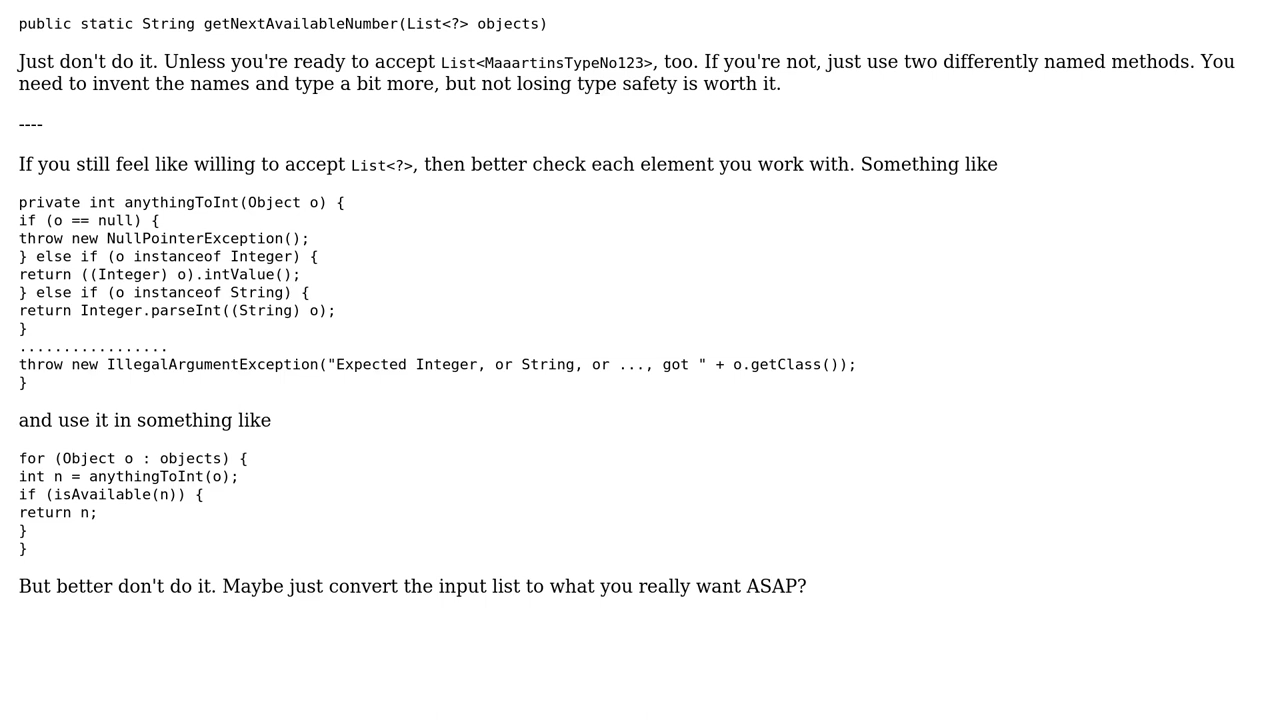 public static String getNextAvailableNumber(List<?> objects)
Just don't do it. Unless you're ready to accept List<MaaartinsTypeNo123>, too. If you're not, just use two differently named methods. You
need to invent the names and type a bit more, but not losing type safety is worth it.
----
If you still feel like willing to accept List<?>, then better check each element you work with. Something like
private int anythingToInt(Object o) {
if (o == null) {
throw new NullPointerException();
} else if (o instanceof Integer) {
return ((Integer) o).intValue();
} else if (o instanceof String) {
return Integer.parseInt((String) o);
}
.................
throw new IllegalArgumentException("Expected Integer, or String, or ..., got " + o.getClass());
}
and use it in something like
for (Object o : objects) {
int n = anythingToInt(o);
if (isAvailable(n)) {
return n;
}
}
But better don't do it. Maybe just convert the input list to what you really want ASAP?